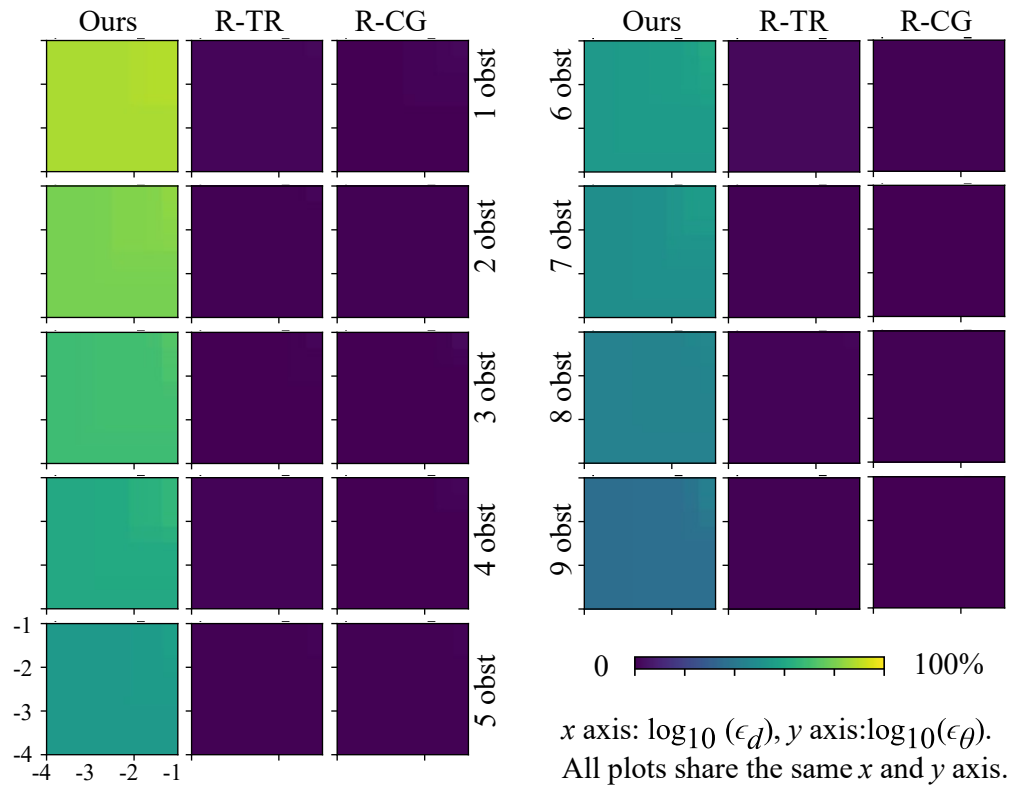 Ours R-TR R-CG
1 obst
2 obst
3 obst
4 obst
5 obst
-1
-2
-3
-4
-4 -3 -2 -1
Ours R-TR R-CG
6 obst
7 obst
8 obst
9 obst
0 100%
x axis: log10 (ϵd), y axis:log10(ϵθ).
All plots share the same x and y axis.